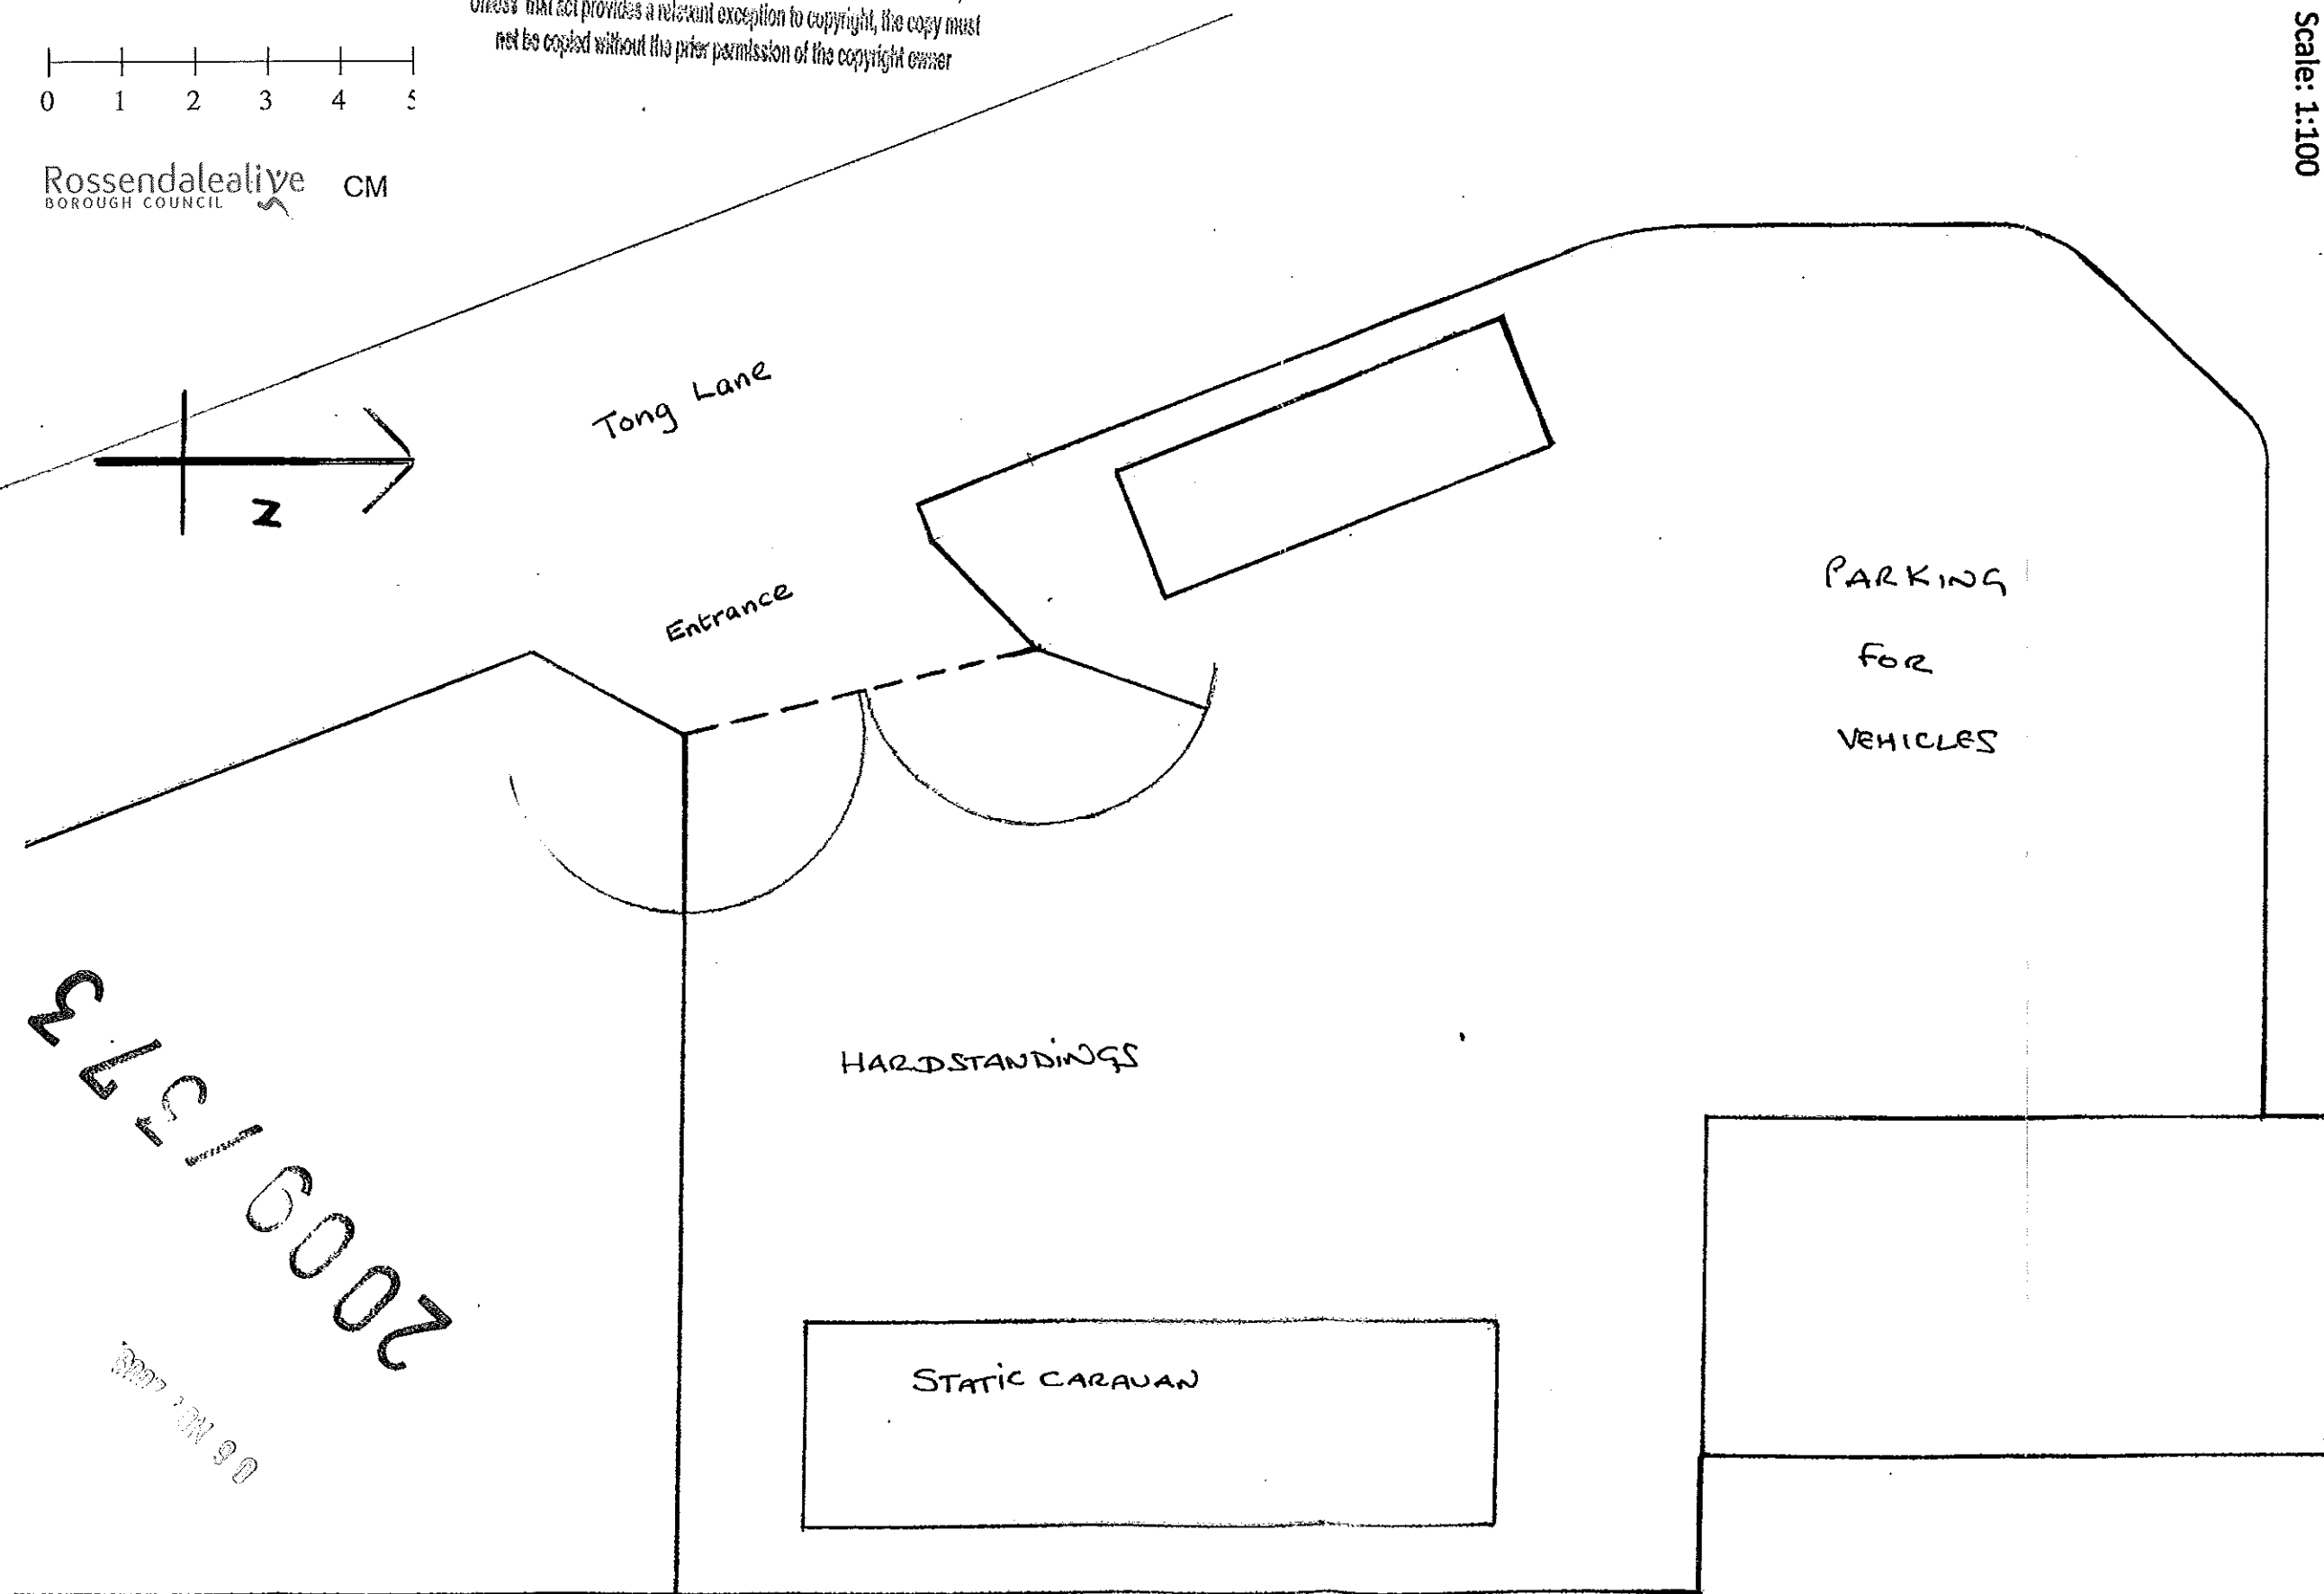 Unless that act provides a relevant exception to copyright, the copy must
not be copied without the prior permission of the copyright owner
0 1 2 3 4 5
Rossendalealive
BOROUGH COUNCIL
CM
Scale: 1:100
Tong Lane
N
Entrance
PARKING
FOR
VEHICLES
HARDSTANDINGS
2009/573
STATIC CARAVAN